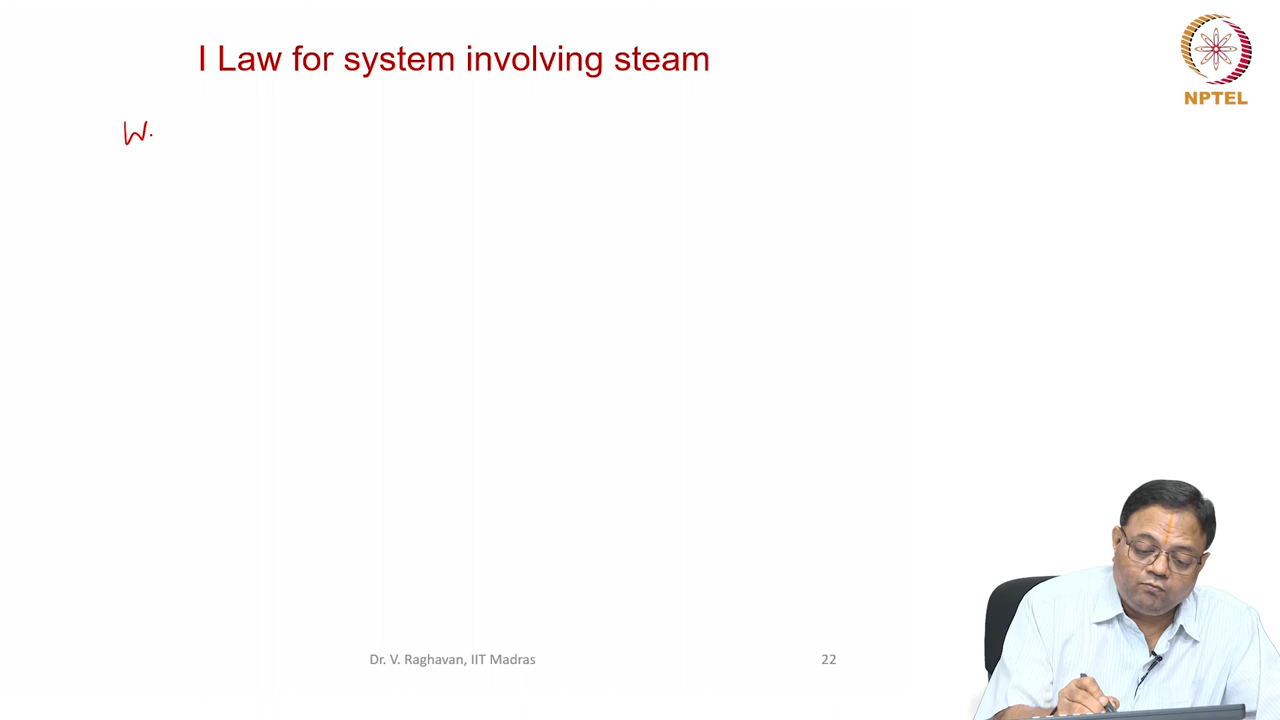 I Law for system involving steam
NPTEL
W.
Dr. V. Raghavan, IIT Madras
22